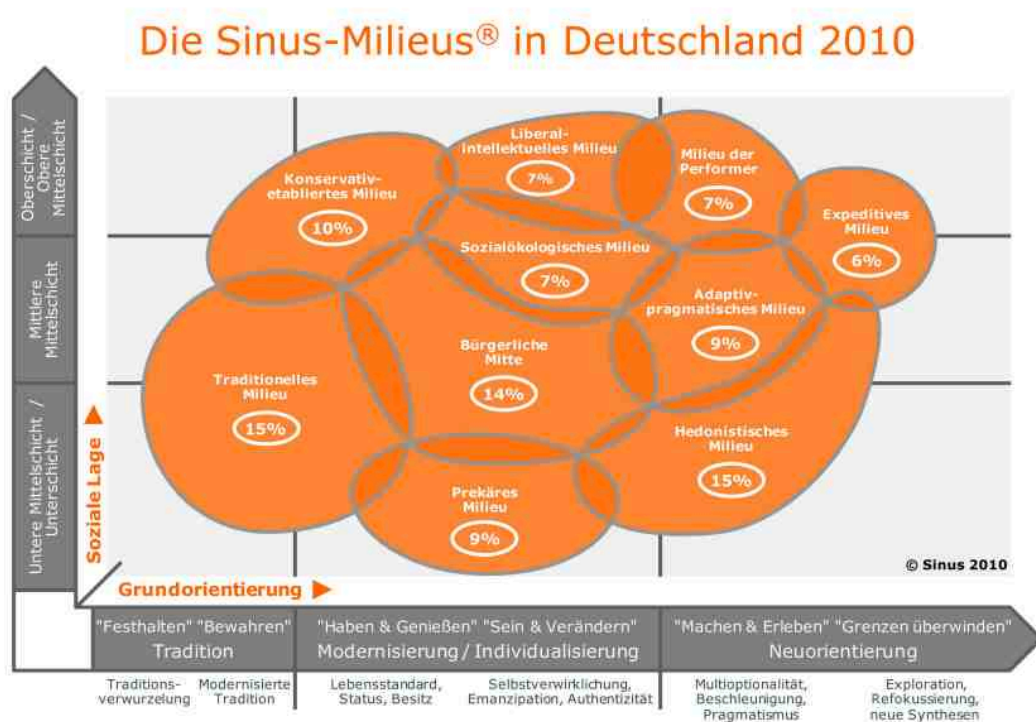 Die Sinus-Milieus® in Deutschland 2010
Oberschicht /
Obere
Mittelschicht
Mittlere
Mittelschicht
Untere Mittelschicht /
Unterschicht
Soziale Lage
Liberal-
intellektuelles Milieu
7%
Milieu der
Performer
7%
Konservativ-
etabliertes Milieu
10%
Expeditives
Milieu
6%
Sozialökologisches Milieu
7%
Adaptiv-
pragmatisches Milieu
9%
Bürgerliche
Mitte
14%
Traditionelles
Milieu
15%
Hedonistisches
Milieu
15%
Prekäres
Milieu
9%
© Sinus 2010
Grundorientierung
"Festhalten" "Bewahren"
Tradition
"Haben & Genießen" "Sein & Verändern"
Modernisierung / Individualisierung
"Machen & Erleben" "Grenzen überwinden"
Neuorientierung
Traditions-
verwurzelung
Modernisierte
Tradition
Lebensstandard,
Status, Besitz
Selbstverwirklichung,
Emanzipation, Authentizität
Multioptionalität,
Beschleunigung,
Pragmatismus
Exploration,
Refokussierung,
neue Synthesen